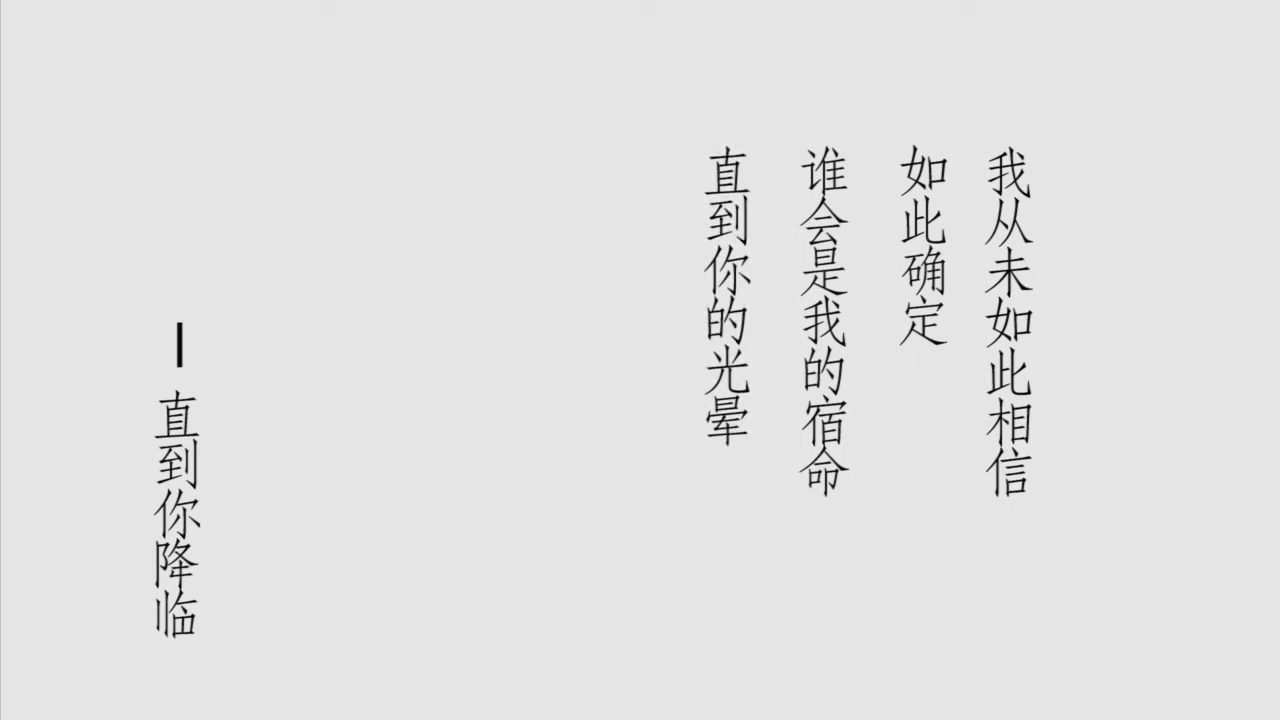 我从未如此相信
如此确定
谁会是我的宿命
直到你的光晕
—直到你降临